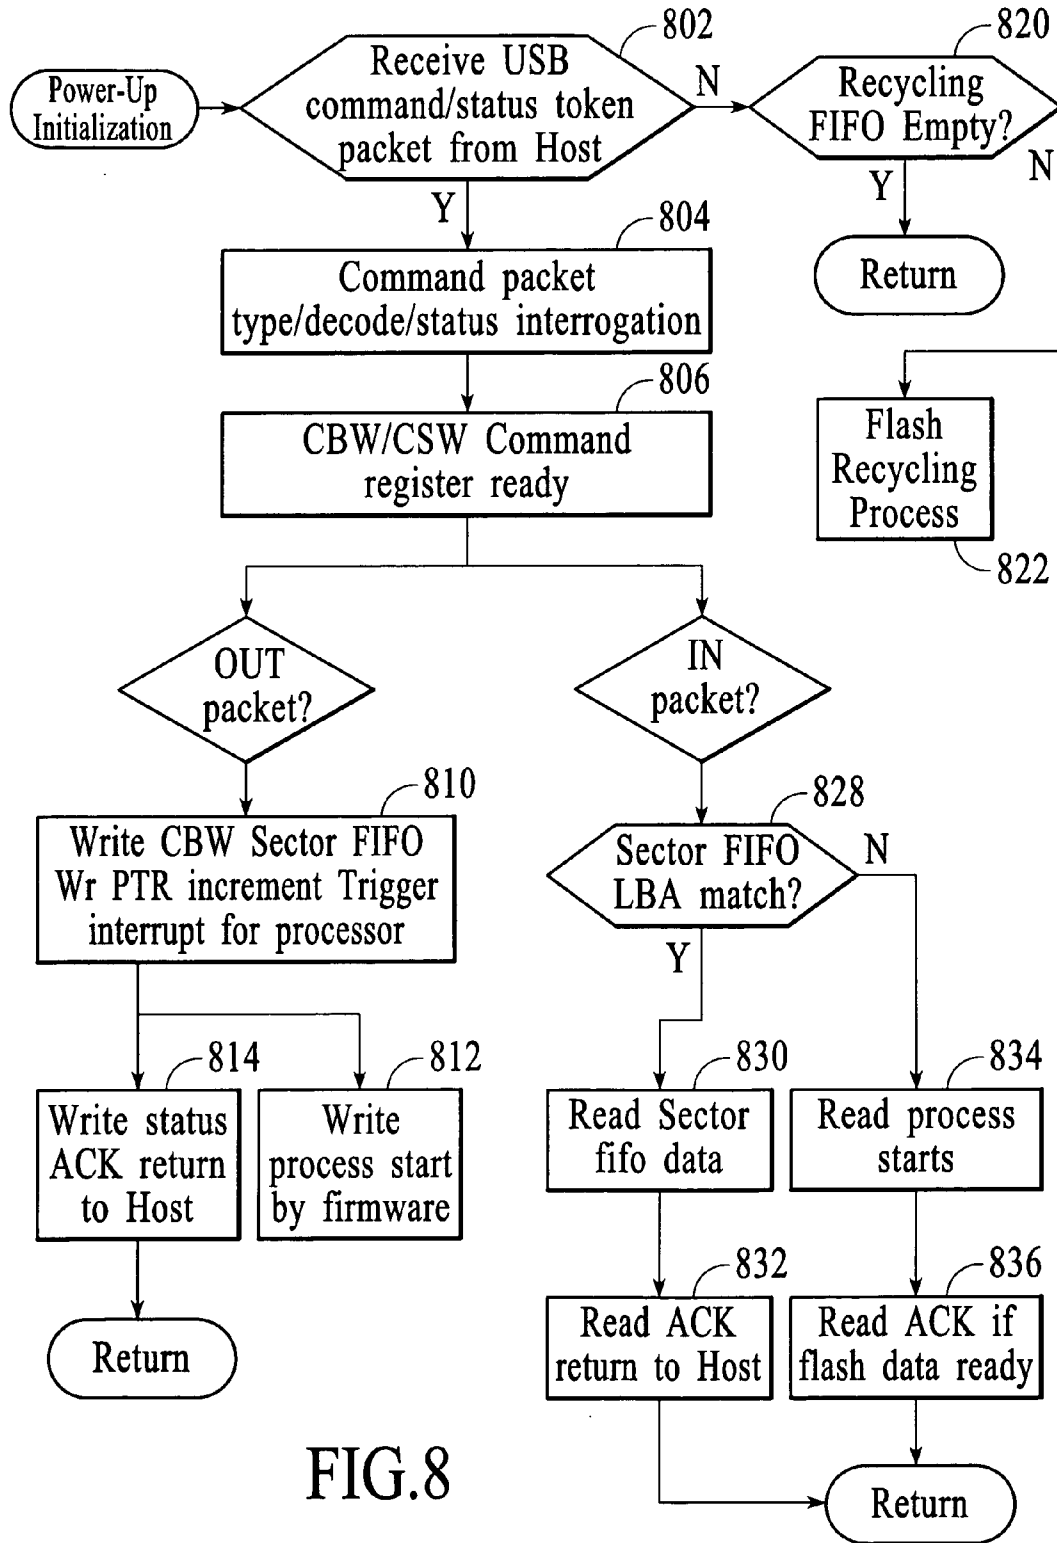 802
820
Power-Up
Initialization
Receive USB
command/status token
packet from Host
N
Recycling
FIFO Empty?
Y
Y
N
804
Return
Command packet
type/decode/status interrogation
806
CBW/CSW Command
register ready
Flash
Recycling
Process
822
OUT
packet?
IN
packet?
810
828
Write CBW Sector FIFO
Wr PTR increment Trigger
interrupt for processor
Sector FIFO
LBA match?
N
Y
814
812
830
834
Write status
ACK return
to Host
Write
process start
by firmware
Read Sector
fifo data
Read process
starts
832
836
Return
Read ACK
return to Host
Read ACK if
flash data ready
FIG.8
Return